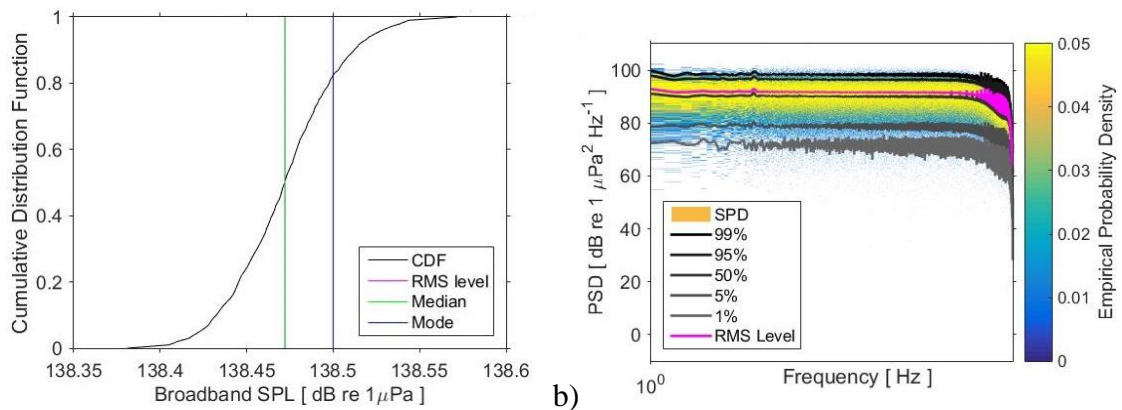 1
0.8
0.6
0.4
0.2
0
Cumulative Distribution Function
CDF
RMS level
Median
Mode
138.35 138.4 138.45 138.5 138.55 138.6
Broadband SPL [ dB re 1μPa ]
b)
100
80
60
40
20
0
PSD [ dB re 1 μPa² Hz⁻¹ ]
SPD
99%
95%
50%
5%
1%
RMS Level
10⁰
Frequency [ Hz ]
0.05
0.04
0.03
0.02
0.01
0
Empirical Probability Density